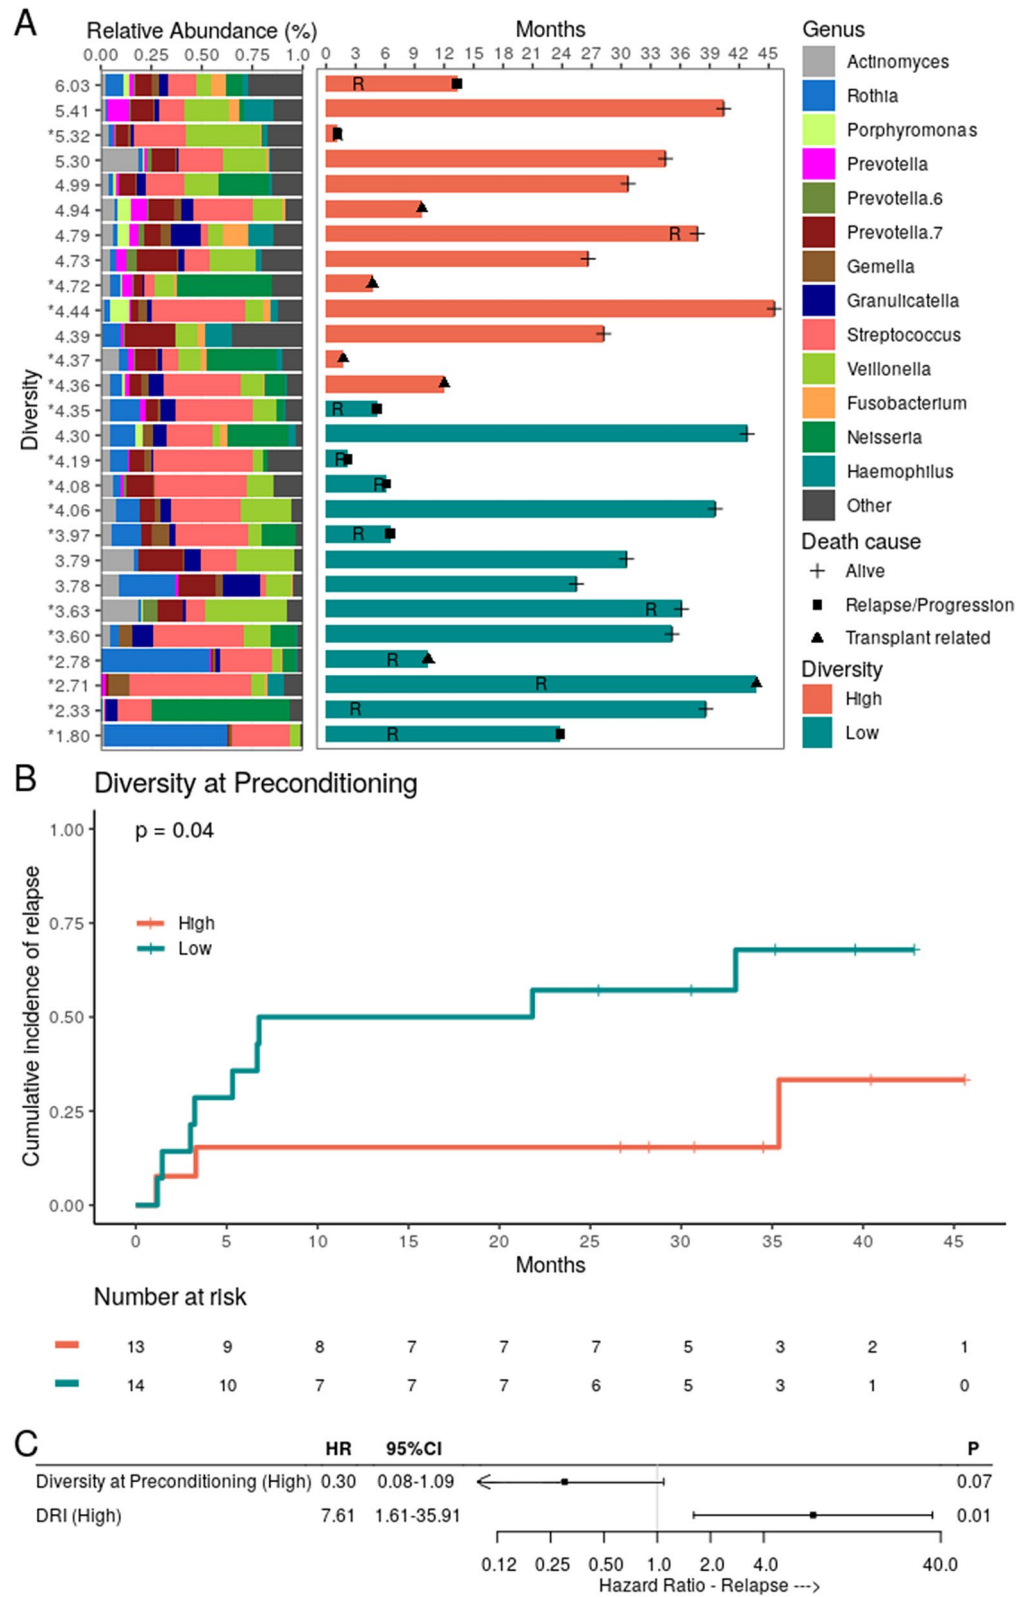 A
Relative Abundance (%)
0.00 0.25 0.50 0.75 1.0
Months
0 3 6 9 12 15 18 21 24 27 30 33 36 39 42 45
Diversity
6.03 R
5.41
*5.32
5.30
4.99
4.94
4.79 R
4.73
*4.72
*4.44
4.39
*4.37
*4.36
*4.35 R
4.30
*4.19 R
*4.08 R
*4.06
*3.97 R
3.79
3.78
*3.63 R
*3.60
*2.78 R
*2.71 R
*2.33 R
*1.80 R
Genus
Actinomyces
Rothia
Porphyromonas
Prevotella
Prevotella.6
Prevotella.7
Gemella
Granulicatella
Streptococcus
Veillonella
Fusobacterium
Neisseria
Haemophilus
Other
Death cause
Alive
Relapse/Progression
Transplant related
Diversity
High
Low
B
Diversity at Preconditioning
p = 0.04
High
Low
Cumulative incidence of relapse
1.00
0.75
0.50
0.25
0.00
0 5 10 15 20 25 30 35 40 45
Months
Number at risk
13 9 8 7 7 7 5 3 2 1
14 10 7 7 7 6 5 3 1 0
C
HR 95%CI P
Diversity at Preconditioning (High) 0.30 0.08-1.09 0.07
DRI (High) 7.61 1.61-35.91 0.01
0.12 0.25 0.50 1.0 2.0 4.0 40.0
Hazard Ratio - Relapse --->